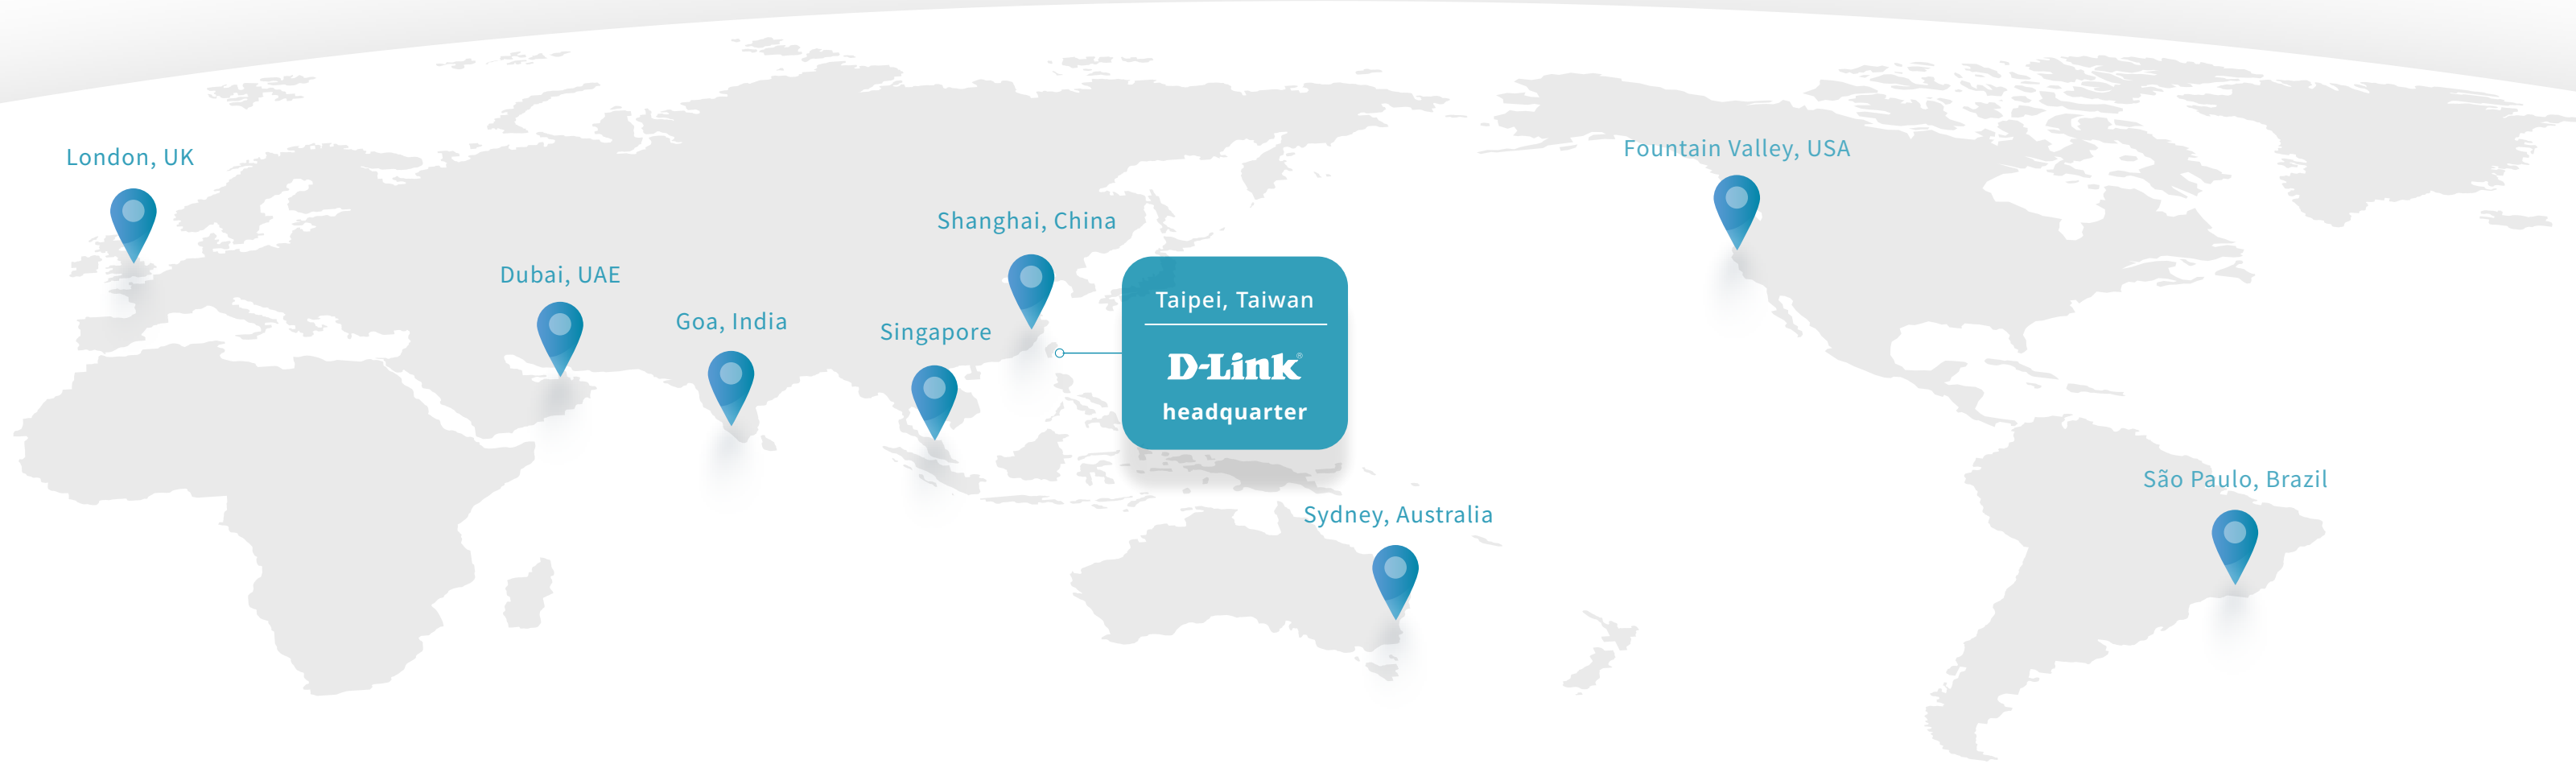 London, UK
Fountain Valley, USA
Shanghai, China
Dubai, UAE
Taipei, Taiwan
Goa, India
Singapore
D-Link®
headquarter
São Paulo, Brazil
Sydney, Australia